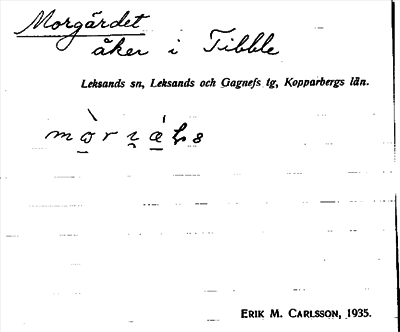 Morgärdet
åker i Tibble
Leksands sn, Leksands och Gagnefs tg, Kopparbergs län.
ERIK M. CARLSSON, 1935.